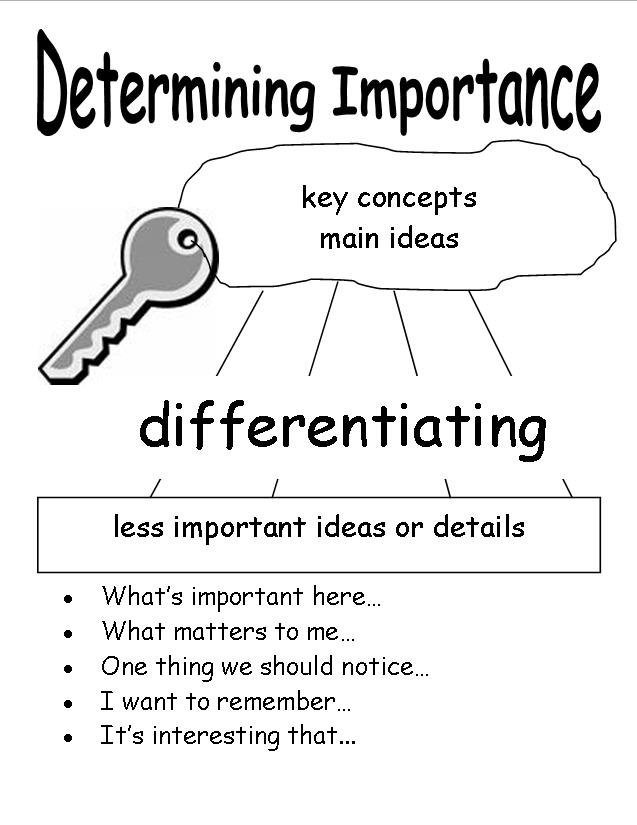 Determining Importance
key concepts
main ideas
differentiating
less important ideas or details
• What's important here...
• What matters to me...
• One thing we should notice...
• I want to remember...
• It's interesting that...